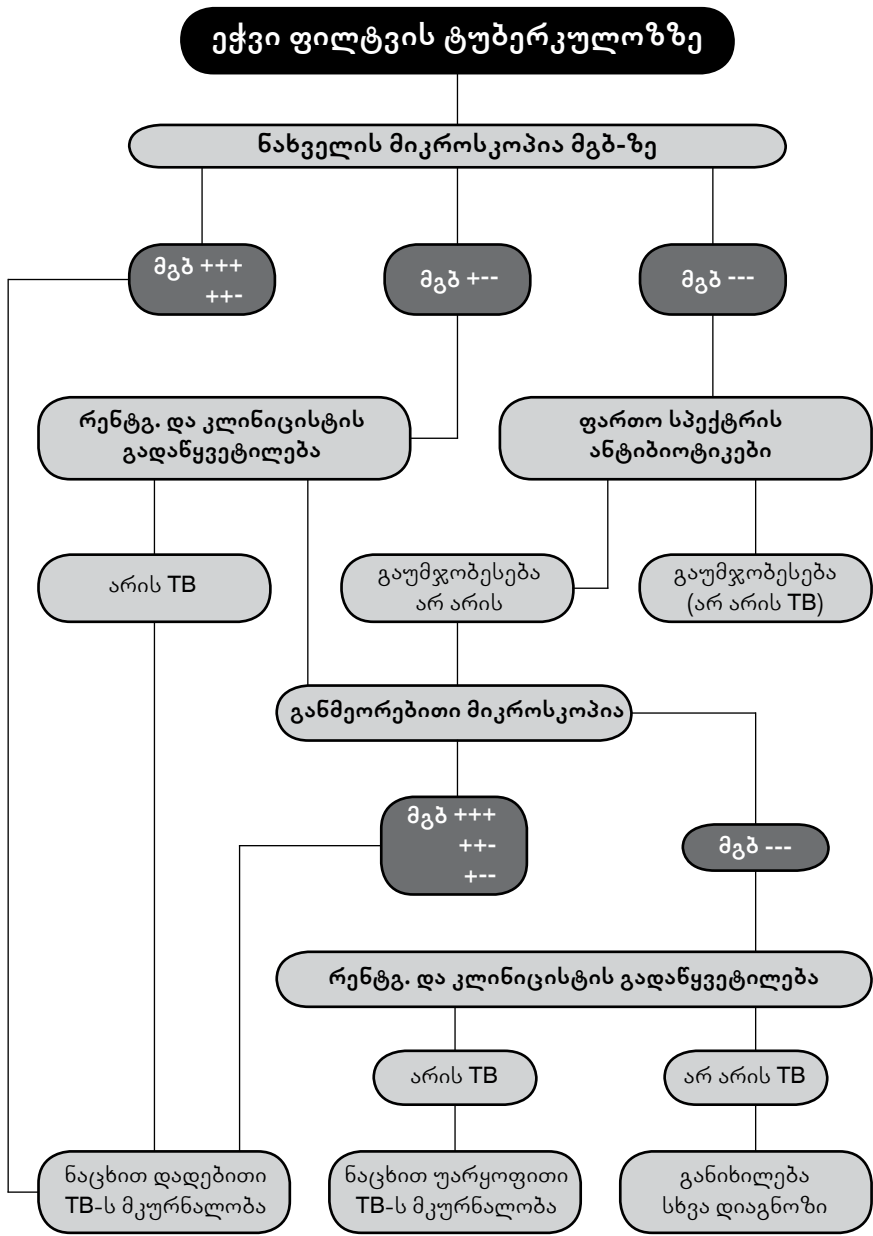 ეჭვი ფილტვის ტუბერკულოზზე
ნახველის მიკროსკოპია მგბ-ზე
მგბ +++
++-
მგბ +--
მგბ ---
რენტგ. და კლინიცისტის
გადაწყვეტილება
ფართო სპექტრის
ანტიბიოტიკები
არის TB
გაუმჯობესება
არ არის
გაუმჯობესება
(არ არის TB)
განმეორებითი მიკროსკოპია
მგბ +++
++-
+--
მგბ ---
რენტგ. და კლინიცისტის გადაწყვეტილება
არის TB
არ არის TB
ნაცხით დადებითი
TB-ს მკურნალობა
ნაცხით უარყოფითი
TB-ს მკურნალობა
განიხილება
სხვა დიაგნოზი